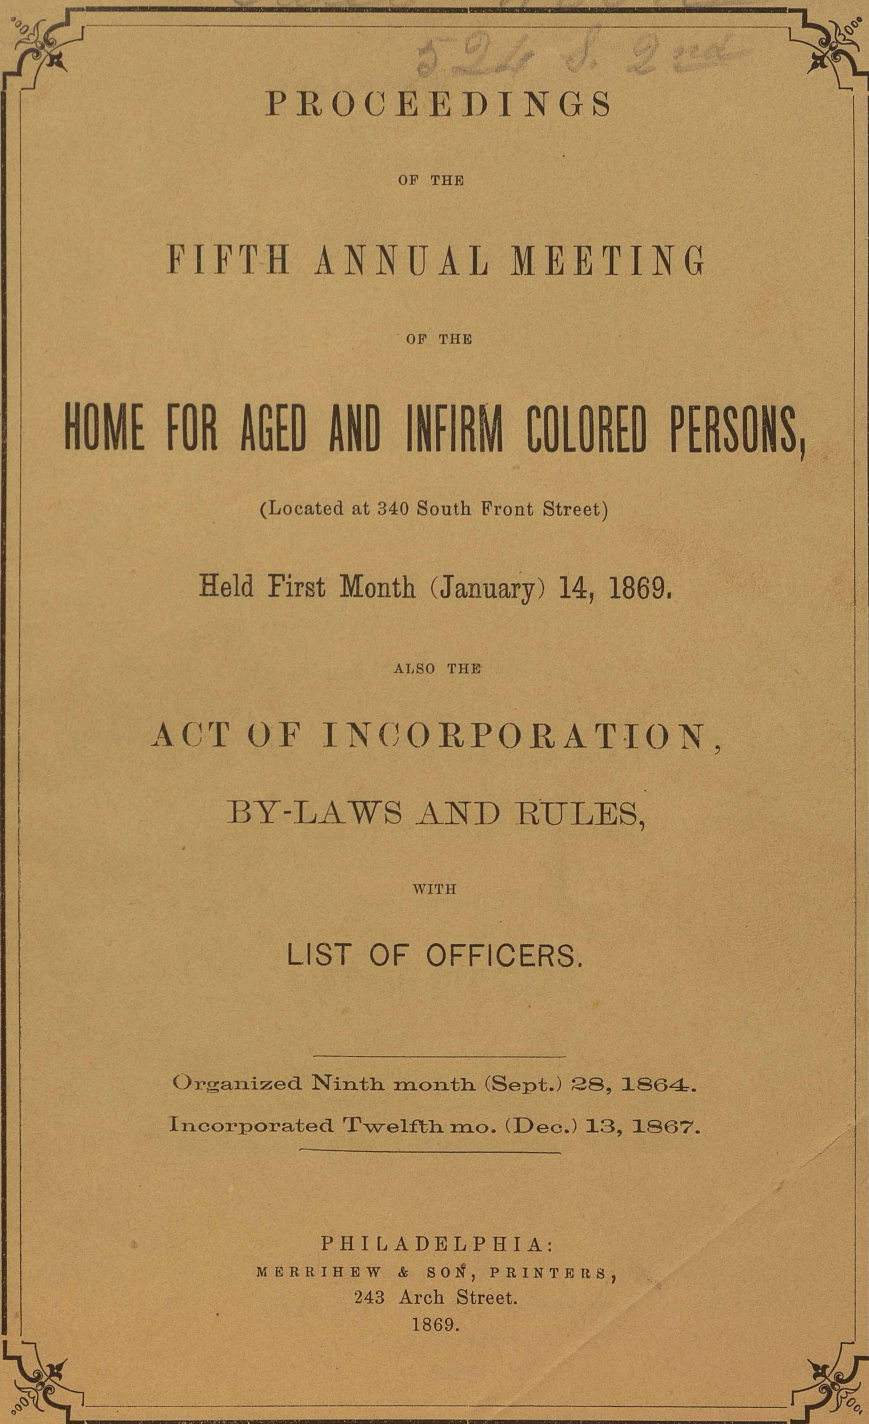 524 S. 2nd
PROCEEDINGS
OF THE
FIFTH ANNUAL MEETING
OF THE
HOME FOR AGED AND INFIRM COLORED PERSONS,
(Located at 340 South Front Street)
Held First Month (January) 14, 1869.
ALSO THE
ACT OF INCORPORATION,
BY-LAWS AND RULES,
WITH
LIST OF OFFICERS.
Organized Ninth month (Sept.) 28, 1864.
Incorporated Twelfth mo. (Dec.) 13, 1867.
PHILADELPHIA:
MERRIHEW & SON, PRINTERS,
243 Arch Street.
1869.